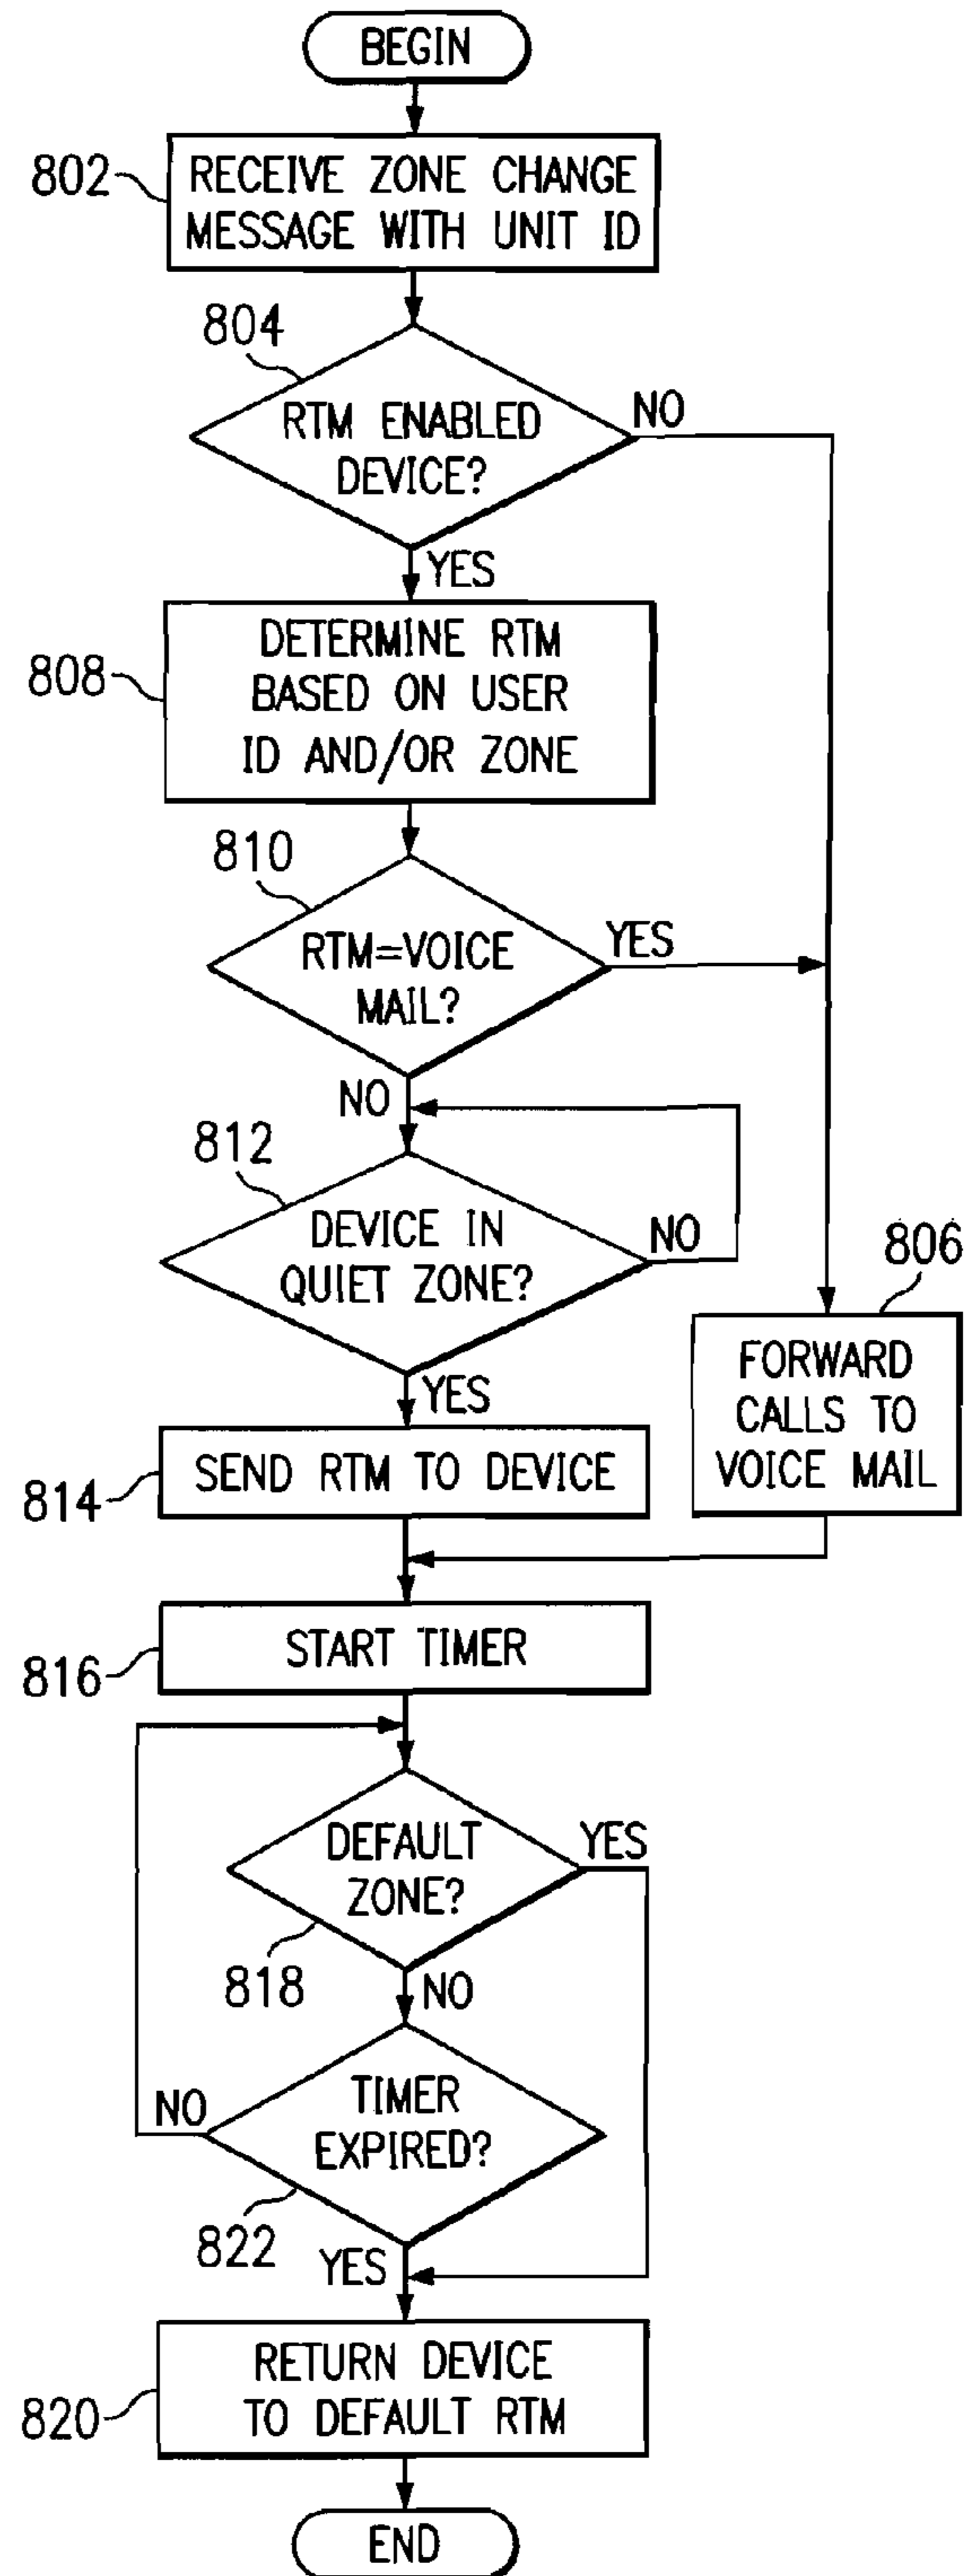 BEGIN
802
RECEIVE ZONE CHANGE
MESSAGE WITH UNIT ID
804
RTM ENABLED
DEVICE?
NO
YES
808
DETERMINE RTM
BASED ON USER
ID AND/OR ZONE
810
RTM=VOICE
MAIL?
YES
NO
812
DEVICE IN
QUIET ZONE?
NO
806
FORWARD
CALLS TO
VOICE MAIL
YES
814
SEND RTM TO DEVICE
816
START TIMER
DEFAULT
ZONE?
YES
818
NO
TIMER
EXPIRED?
NO
822
YES
820
RETURN DEVICE
TO DEFAULT RTM
END